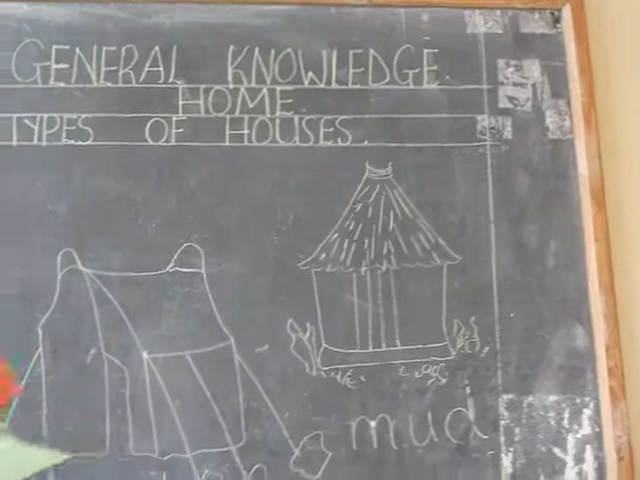 GENERAL KNOWLEDGE.
HOME.
TYPES OF HOUSES.
mud